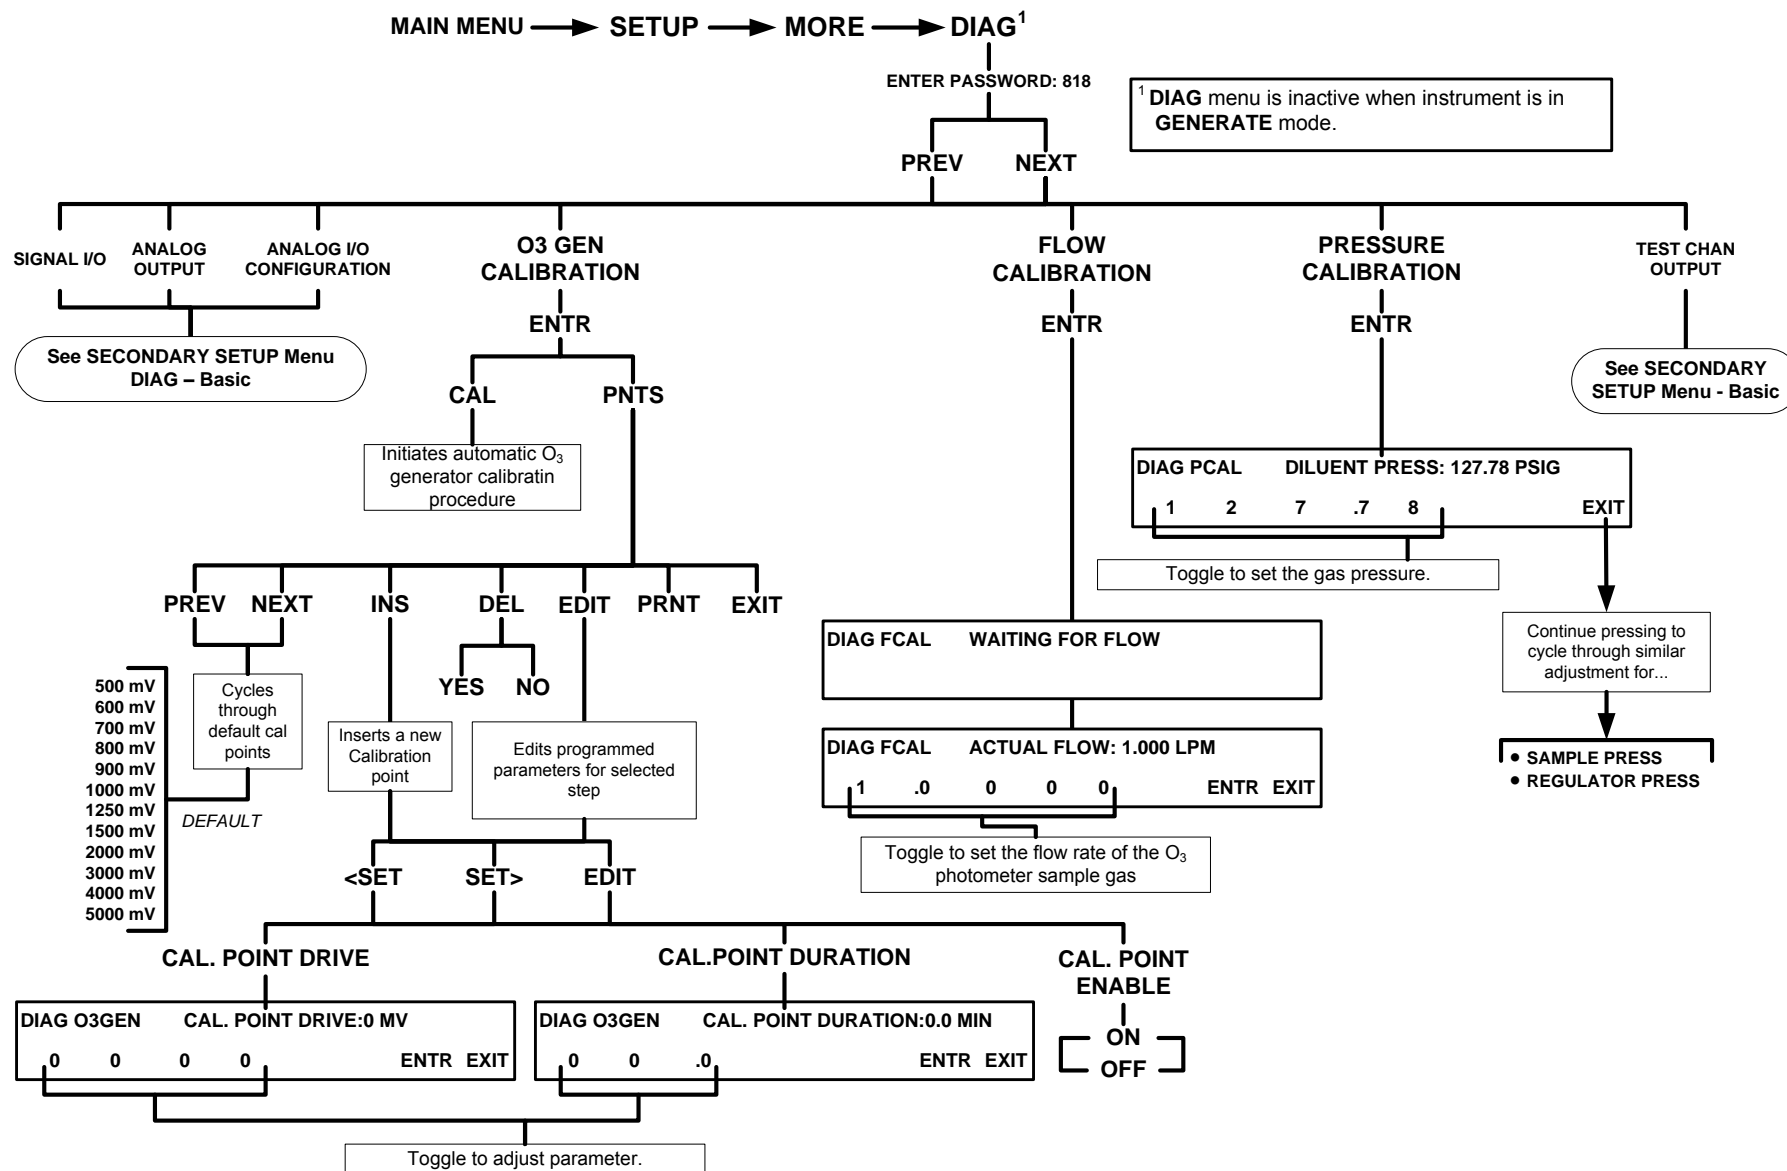 MAIN MENU SETUP MORE DIAG1
ENTER PASSWORD: 818
1 DIAG menu is inactive when instrument is in
GENERATE mode.
PREV NEXT
SIGNAL I/O
ANALOG
OUTPUT
ANALOG I/O
CONFIGURATION
O3 GEN
CALIBRATION
FLOW
CALIBRATION
PRESSURE
CALIBRATION
TEST CHAN
OUTPUT
See SECONDARY SETUP Menu
DIAG – Basic
ENTR
ENTR
ENTR
See SECONDARY
SETUP Menu - Basic
CAL PNTS
Initiates automatic O3
generator calibratin
procedure
DIAG PCAL DILUENT PRESS: 127.78 PSIG
1 2 7 .7 8 EXIT
Toggle to set the gas pressure.
Continue pressing to
cycle through similar
adjustment for...
• SAMPLE PRESS
• REGULATOR PRESS
PREV NEXT INS DEL EDIT PRNT EXIT
YES NO
500 mV
600 mV
700 mV
800 mV
900 mV
1000 mV
1250 mV
1500 mV
2000 mV
3000 mV
4000 mV
5000 mV
Cycles
through
default cal
points
DEFAULT
Inserts a new
Calibration
point
Edits programmed
parameters for selected
step
DIAG FCAL WAITING FOR FLOW
DIAG FCAL ACTUAL FLOW: 1.000 LPM
1 .0 0 0 0 ENTR EXIT
Toggle to set the flow rate of the O3
photometer sample gas
<SET SET> EDIT
CAL. POINT DRIVE
CAL.POINT DURATION
CAL. POINT
ENABLE
DIAG O3GEN CAL. POINT DRIVE:0 MV
0 0 0 0 ENTR EXIT
DIAG O3GEN CAL. POINT DURATION:0.0 MIN
0 0 .0 ENTR EXIT
ON
OFF
Toggle to adjust parameter.